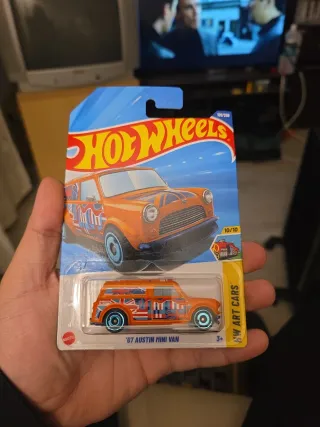 HOT WHEELS
10/10
HW ART CARS
'67 AUSTIN MINI VAN
3+